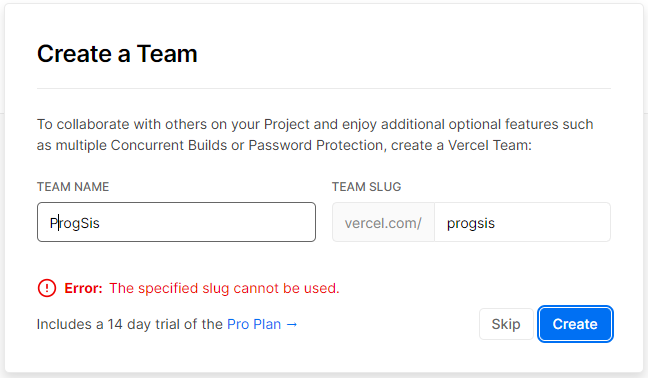 Create a Team
To collaborate with others on your Project and enjoy additional optional features such
as multiple Concurrent Builds or Password Protection, create a Vercel Team:
TEAM NAME
TEAM SLUG
ProgSis
vercel.com/
progsis
Error: The specified slug cannot be used.
Includes a 14 day trial of the Pro Plan →
Skip
Create